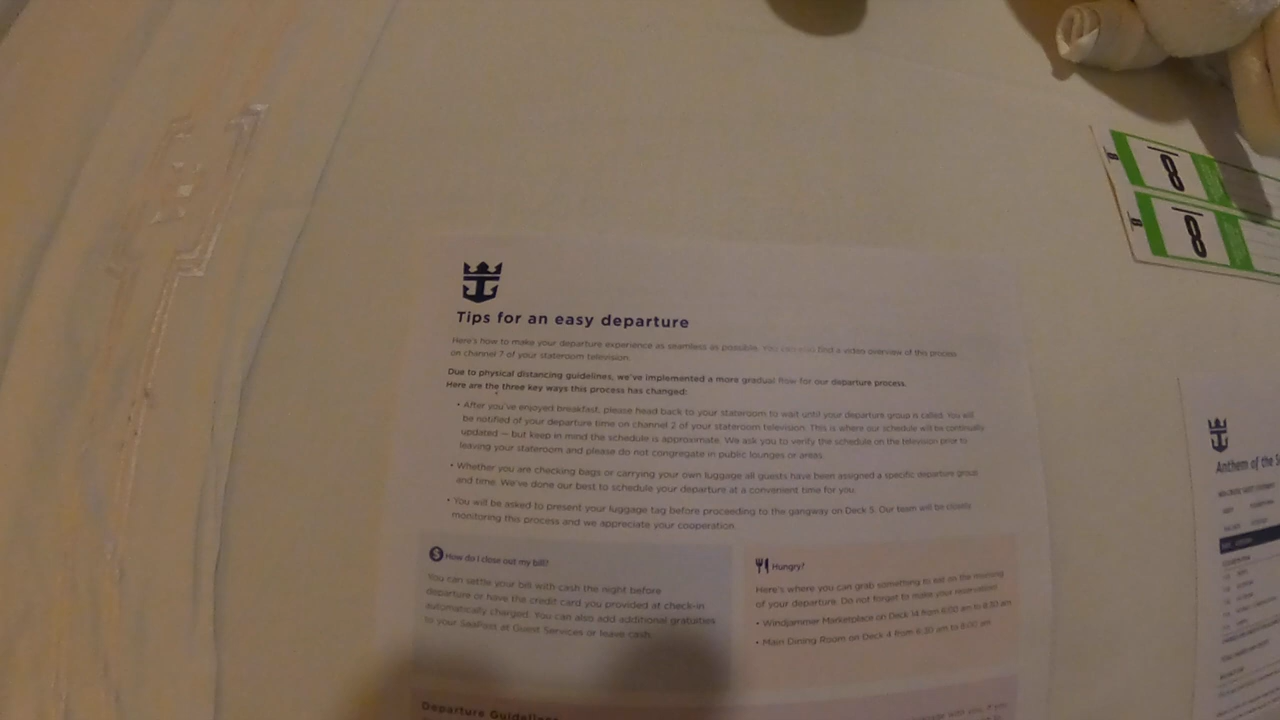 Tips for an easy departure
Here's how to make your departure experience as seamless as possible. You can find a video overview of this process
on channel 7 of your stateroom television.
Due to physical distancing guidelines, we've implemented a more gradual flow for our departure process.
Here are the three key ways this process has changed:
• After you've enjoyed breakfast, please head back to your stateroom to wait until your departure group is called. You will
be notified of your departure time on channel 2 of your stateroom television. This is where our schedule will be continually
updated — but keep in mind the schedule is approximate. We ask you to verify the schedule on the television prior to
leaving your stateroom and please do not congregate in public lounges or areas.
• Whether you are checking bags or carrying your own luggage all guests have been assigned a specific departure group
and time. We've done our best to schedule your departure at a convenient time for you.
• You will be asked to present your luggage tag before proceeding to the gangway on Deck 5. Our team will be closely
monitoring this process and we appreciate your cooperation.
$ How do I close out my bill?
You can settle your bill with cash the night before
departure or have the credit card you provided at check-in
automatically charged. You can also add additional gratuities
to your SeaPass at Guest Services or leave cash.
Hungry?
Here's where you can grab something to eat on the morning
of your departure. Do not forget to make your reservations
• Windjammer Marketplace on Deck 14 from 6:00 am to 8:30 am
• Main Dining Room on Deck 4 from 6:30 am to 8:00 am
Departure Guidelines
8
8
Anthem of the S